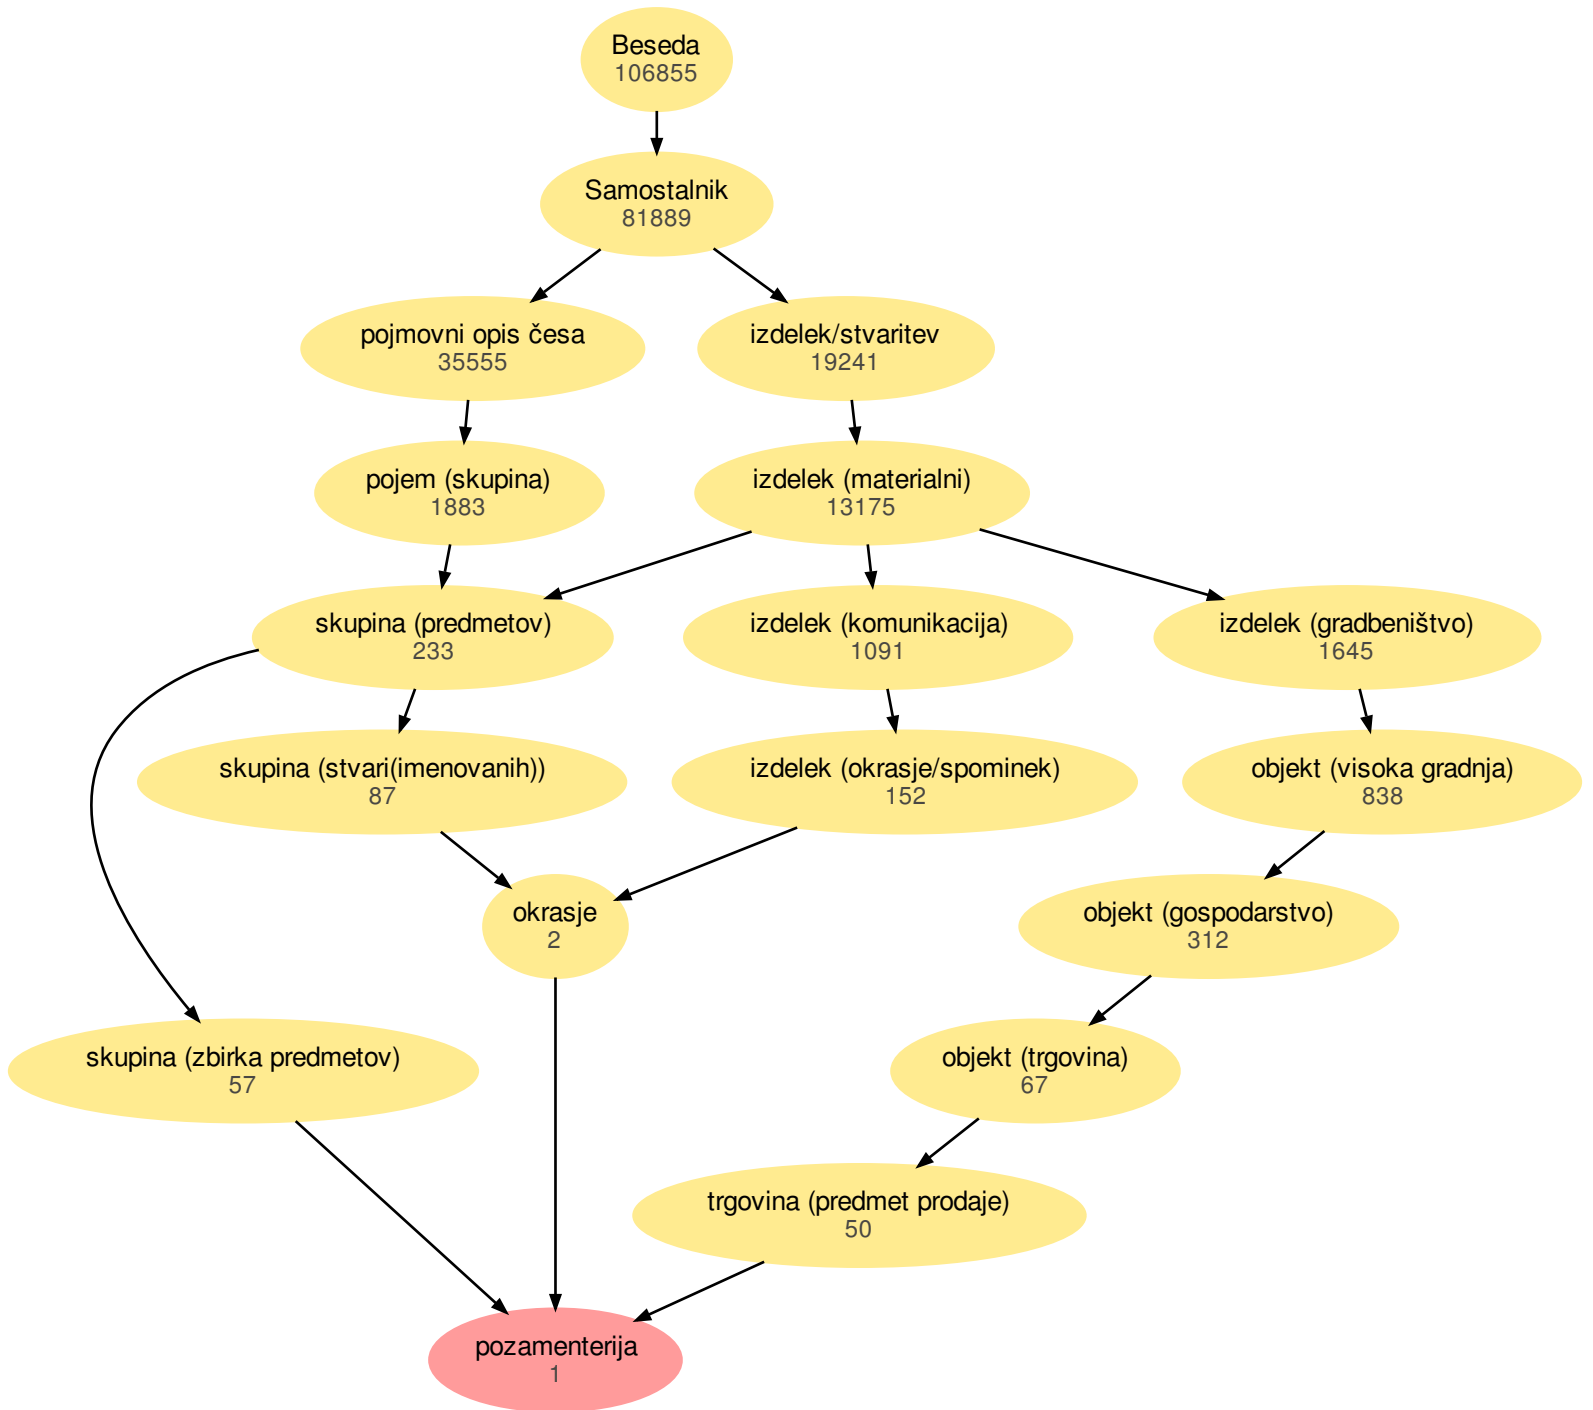 Beseda
106855
Samostalnik
81889
pojmovni opis česa
35555
izdelek/stvaritev
19241
pojem (skupina)
1883
izdelek (materialni)
13175
skupina (predmetov)
233
izdelek (komunikacija)
1091
izdelek (gradbeništvo)
1645
skupina (stvari(imenovanih))
87
izdelek (okrasje/spominek)
152
objekt (visoka gradnja)
838
okrasje
2
objekt (gospodarstvo)
312
skupina (zbirka predmetov)
57
objekt (trgovina)
67
trgovina (predmet prodaje)
50
pozamenterija
1